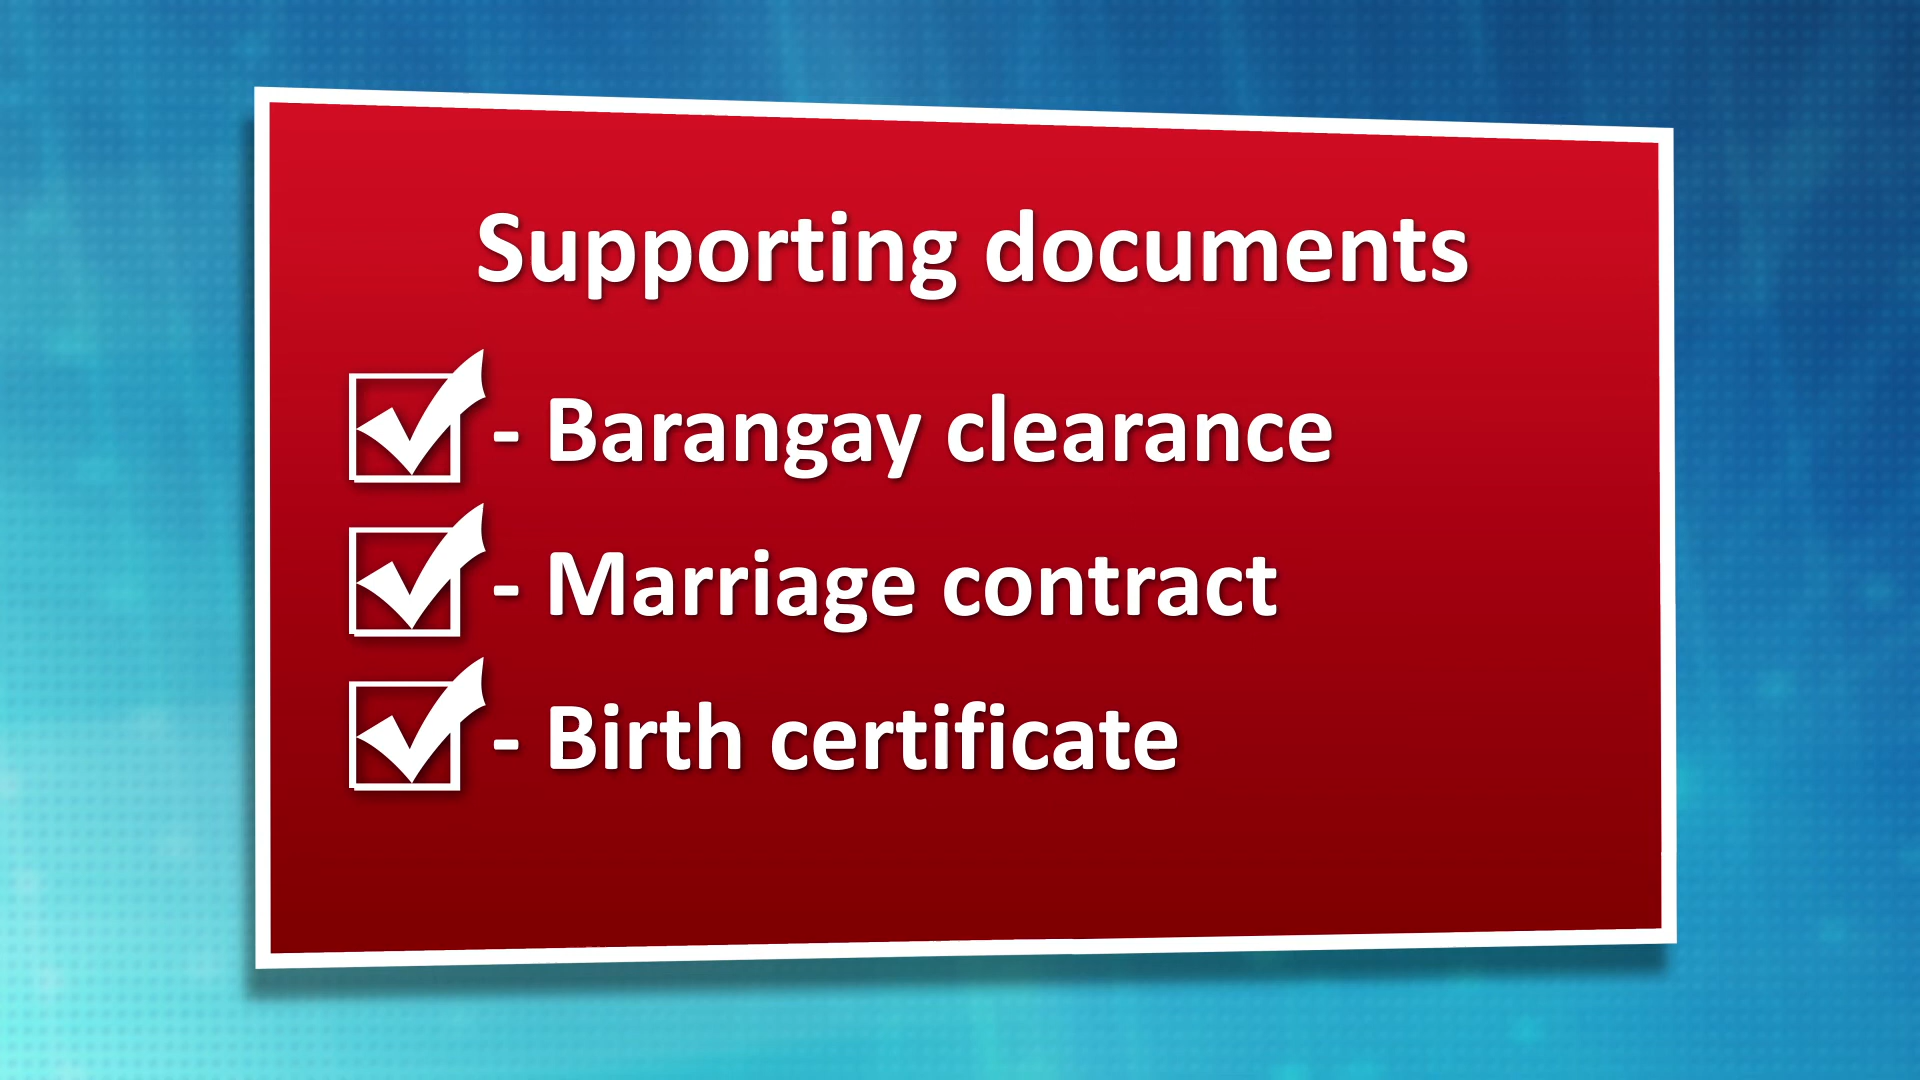 Supporting documents
- Barangay clearance
- Marriage contract
- Birth certificate